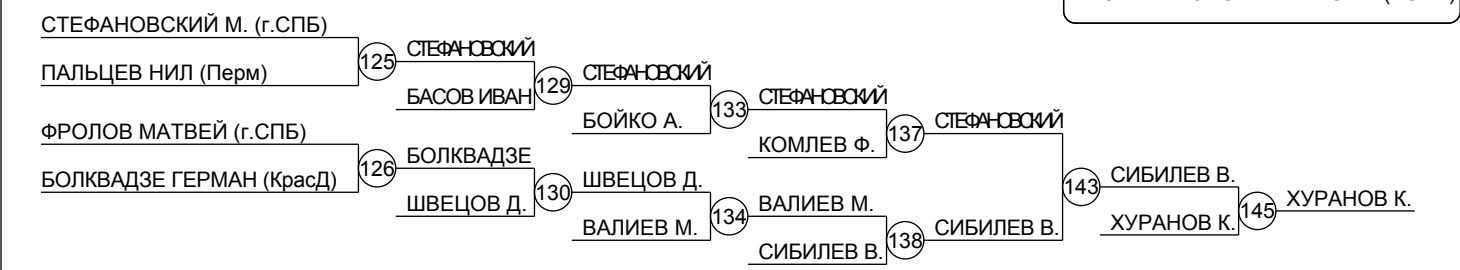 СТЕФАНОВСКИЙ М. (г.СПБ)
ПАЛЬЦЕВ НИЛ (Перм)
125
СТЕФАНОВСКИЙ
БАСОВ ИВАН
129
СТЕФАНОВСКИЙ
БОЙКО А.
133
СТЕФАНОВСКИЙ
КОМЛЕВ Ф.
137
СТЕФАНОВСКИЙ
ФРОЛОВ МАТВЕЙ (г.СПБ)
БОЛКВАДЗЕ ГЕРМАН (КрасД)
126
БОЛКВАДЗЕ
ШВЕЦОВ Д.
130
ШВЕЦОВ Д.
ВАЛИЕВ М.
134
ВАЛИЕВ М.
СИБИЛЕВ В.
138
СИБИЛЕВ В.
143
СИБИЛЕВ В.
ХУРАНОВ К.
145
ХУРАНОВ К.